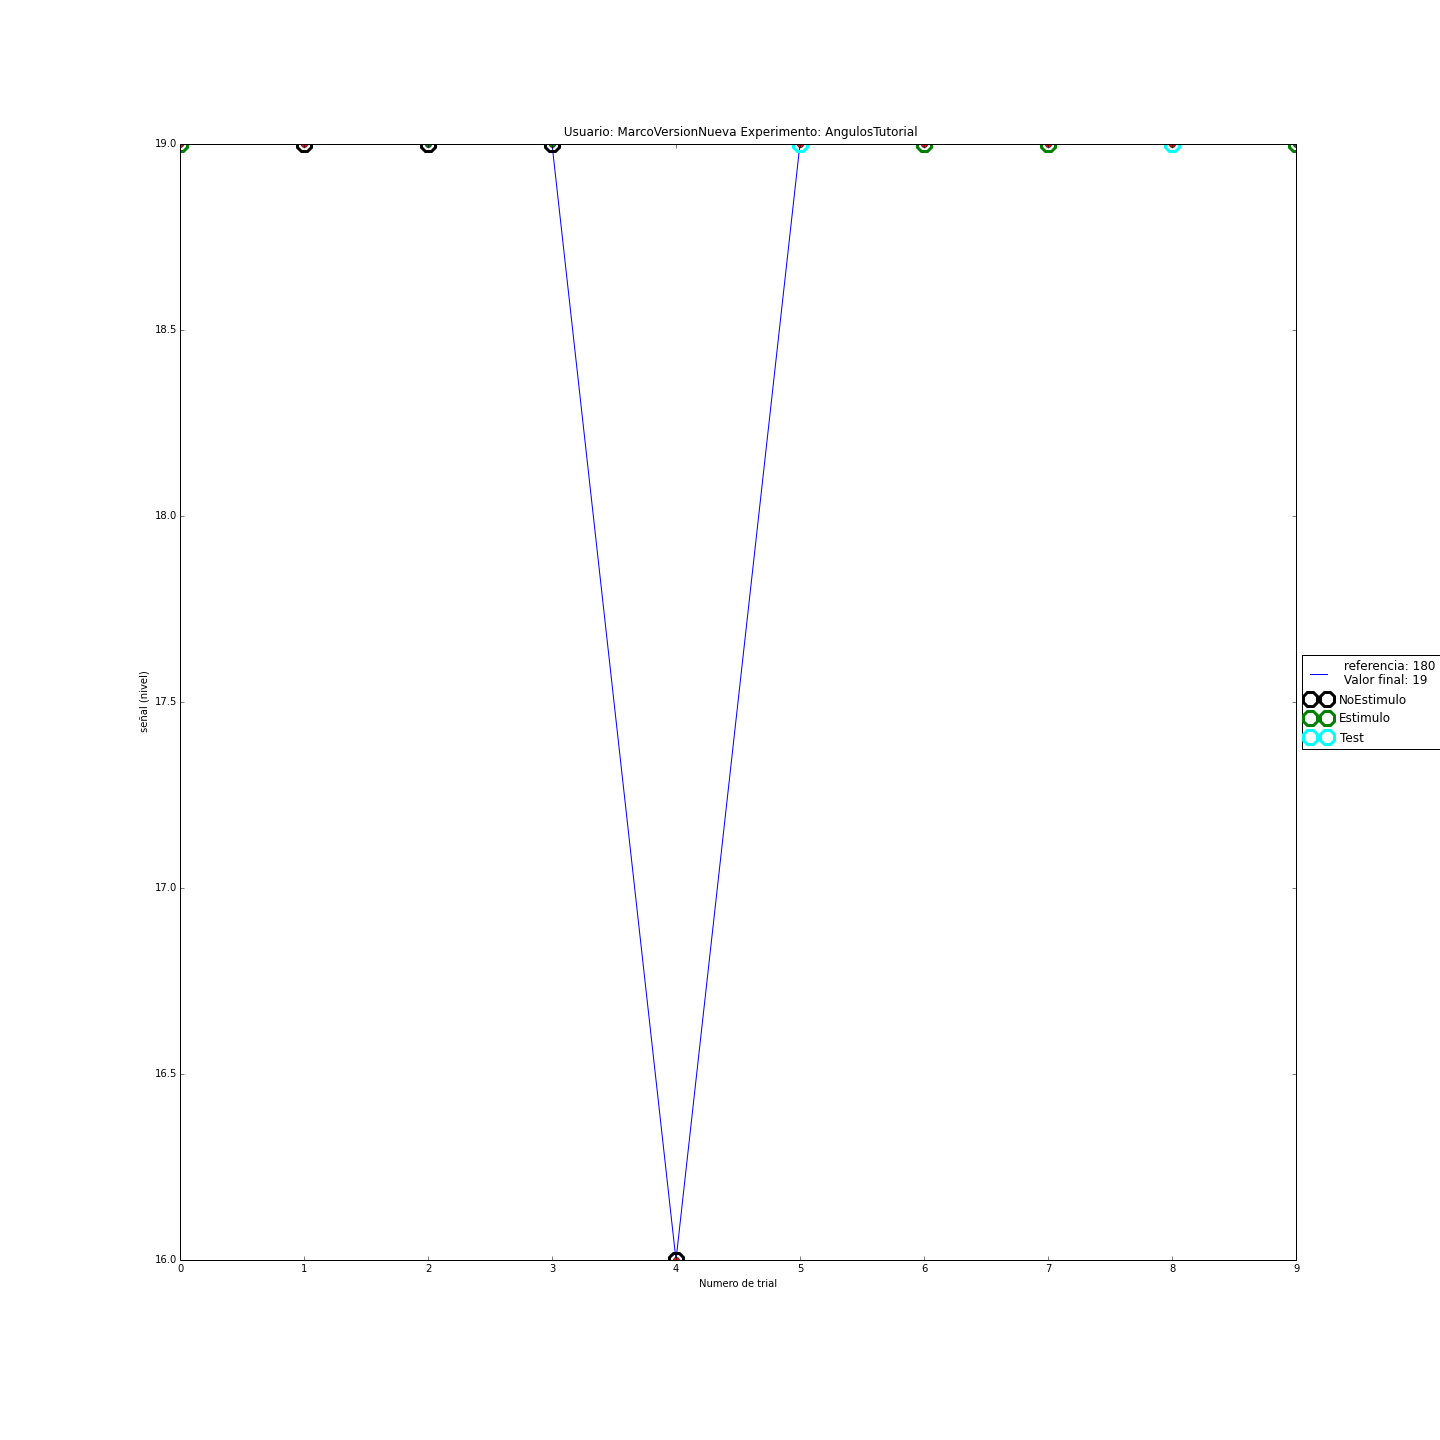 Usuario: MarcoVersionNueva Experimento: AngulosTutorial
19.0
18.5
18.0
17.5
17.0
16.5
16.0
señal (nivel)
0 1 2 3 4 5 6 7 8 9
Numero de trial
referencia: 180
Valor final: 19
NoEstimulo
Estimulo
Test